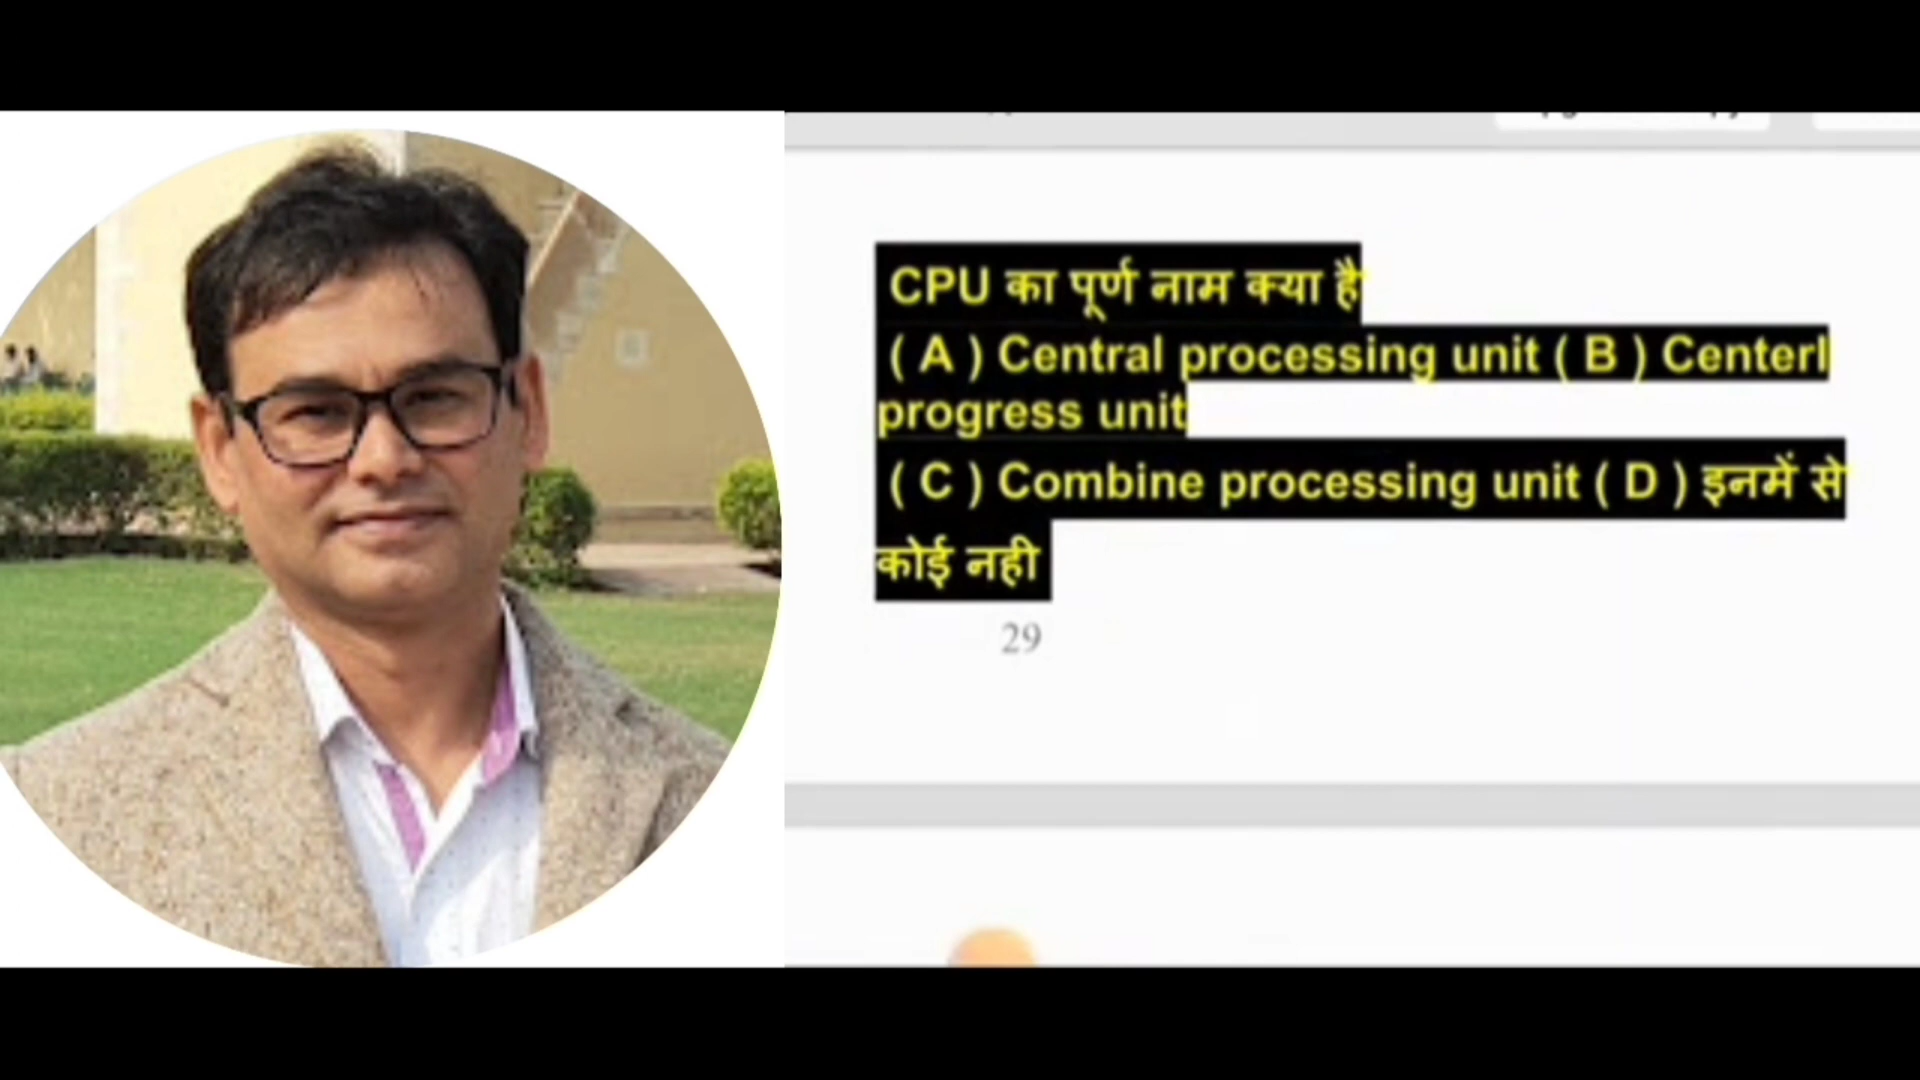 CPU का पूर्ण नाम क्या है
( A ) Central processing unit ( B ) Centerl
progress unit
( C ) Combine processing unit ( D ) इनमें से
कोई नही
29